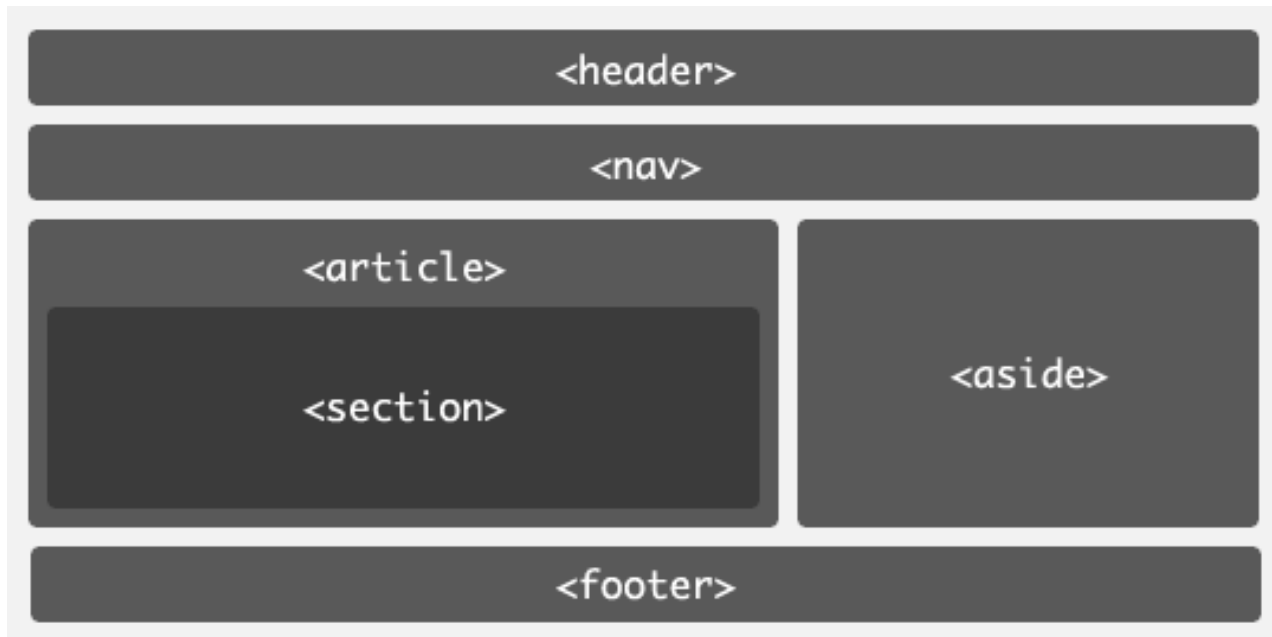 <header>
<nav>
<article>
<section>
<aside>
<footer>